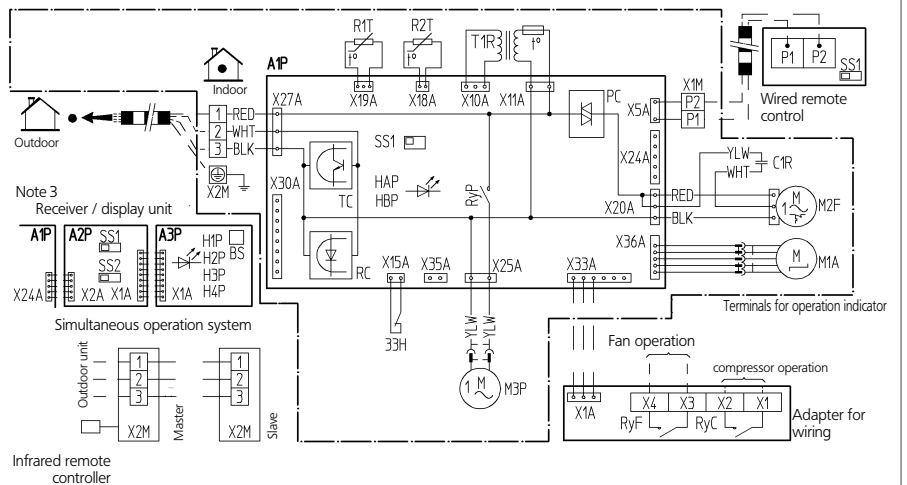 R1T
R2T
t°
t°
T1R
t°
P1
P2
SS1
Indoor
A1P
X27A
X19A
X18A
X10A
X11A
PC
X5A
X1M
P2
P1
Wired remote
control
Outdoor
1
RED
2
WHT
3
BLK
X2M
SS1
X24A
YLW
C1R
WHT
X30A
TC
HAP
HBP
RyP
X20A
RED
BLK
M
1
M2F
Note 3
Receiver / display unit
A1P
A2P
A3P
SS1
SS2
H1P
H2P
H3P
H4P
BS
X24A
X2A
X1A
X1A
RC
X15A
X35A
X25A
X33A
X36A
M
M1A
Terminals for operation indicator
Simultaneous operation system
33H
YLW
YLW
1
M
M3P
Fan operation
compressor operation
Outdoor unit
1
2
3
X2M
Master
1
2
3
X2M
Slave
X1A
X4
X3
X2
X1
RyF
RyC
Adapter for
wiring
Infrared remote
controller